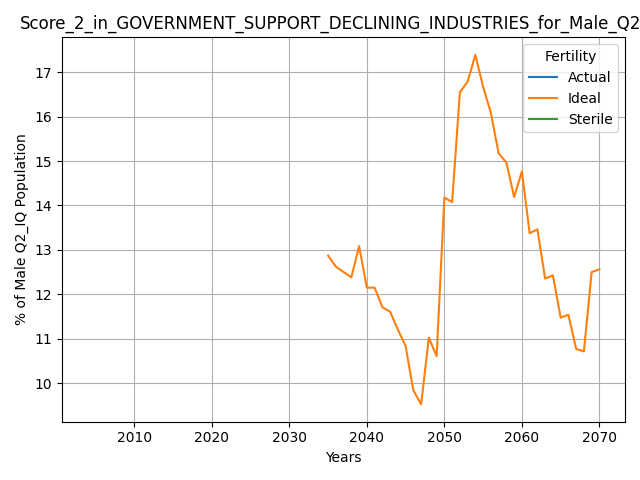 Score_2_in_GOVERNMENT_SUPPORT_DECLINING_INDUSTRIES_for_Male_Q2
% of Male Q2_IQ Population
17
16
15
14
13
12
11
10
Fertility
Actual
Ideal
Sterile
2010 2020 2030 2040 2050 2060 2070
Years